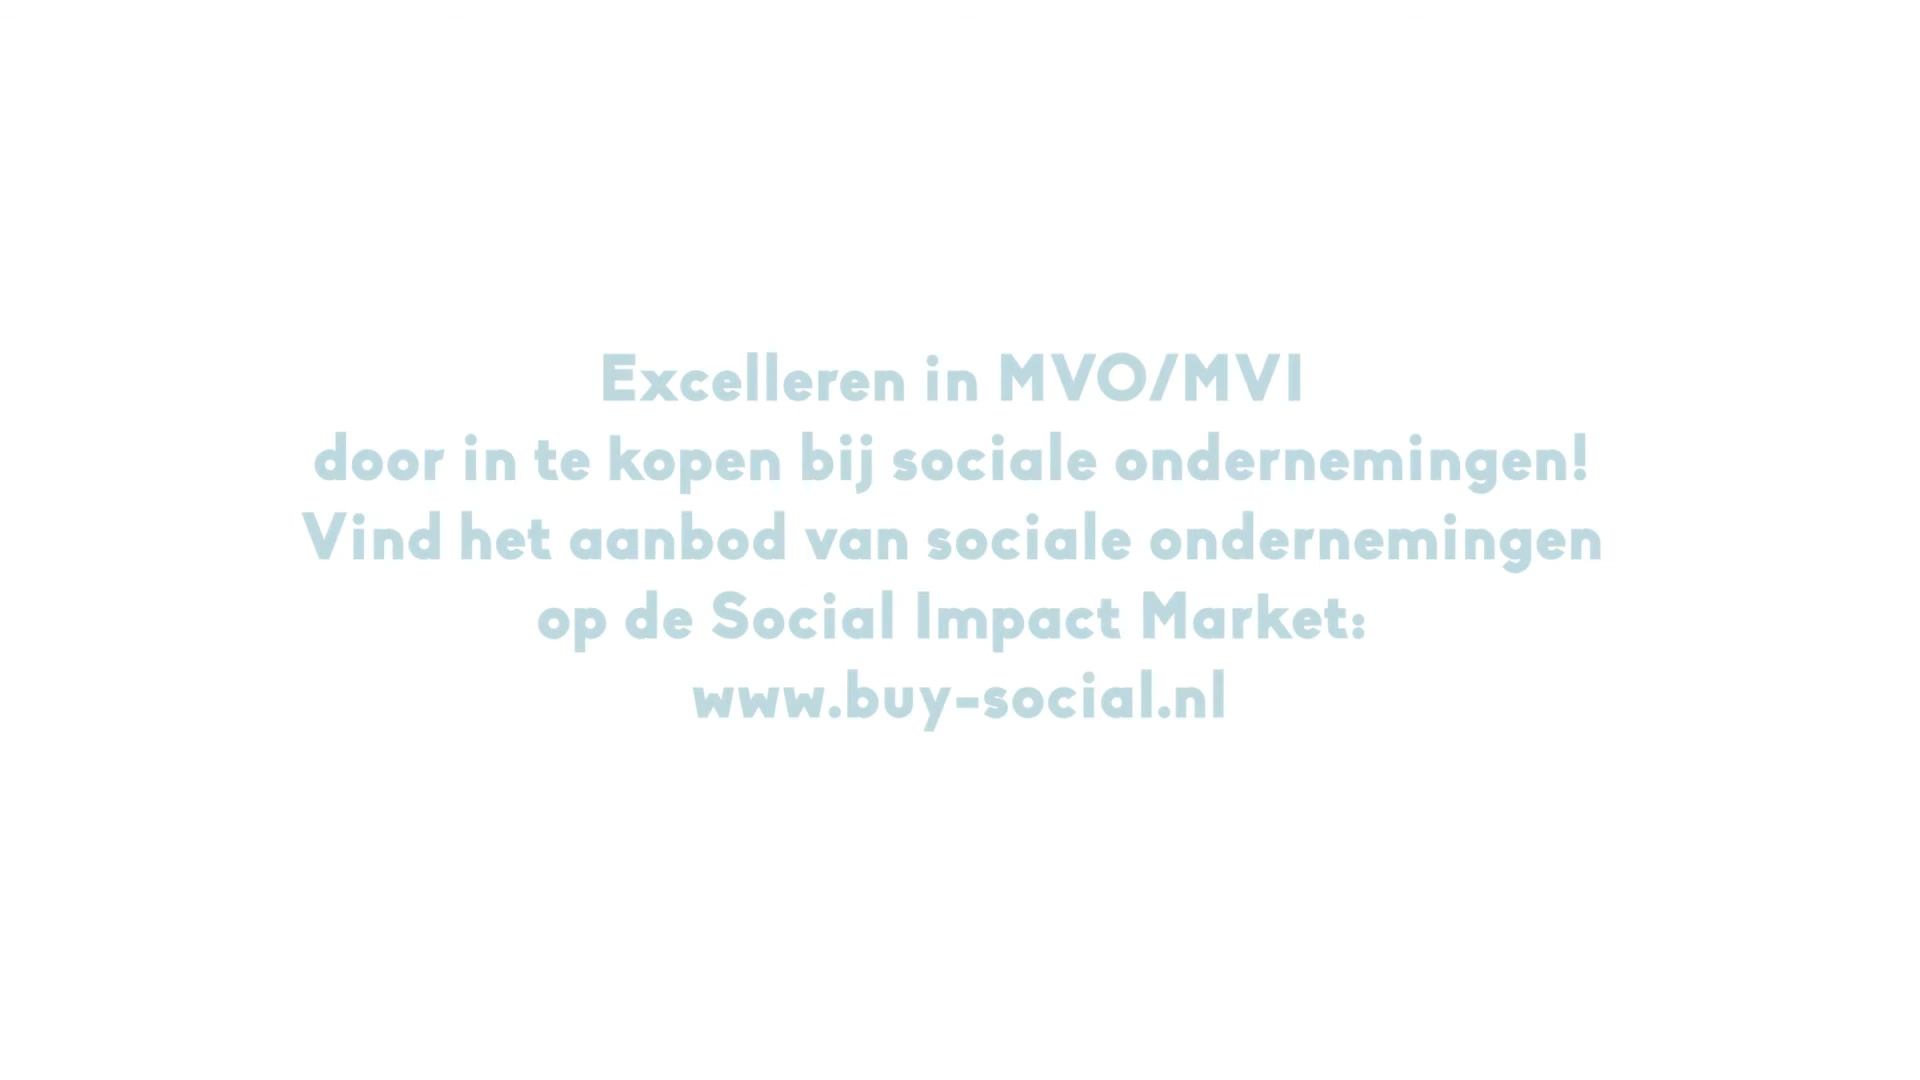 Excelleren in MVO/MVI
door in te kopen bij sociale ondernemingen!
Vind het aanbod van sociale ondernemingen
op de Social Impact Market:
www.buy-social.nl